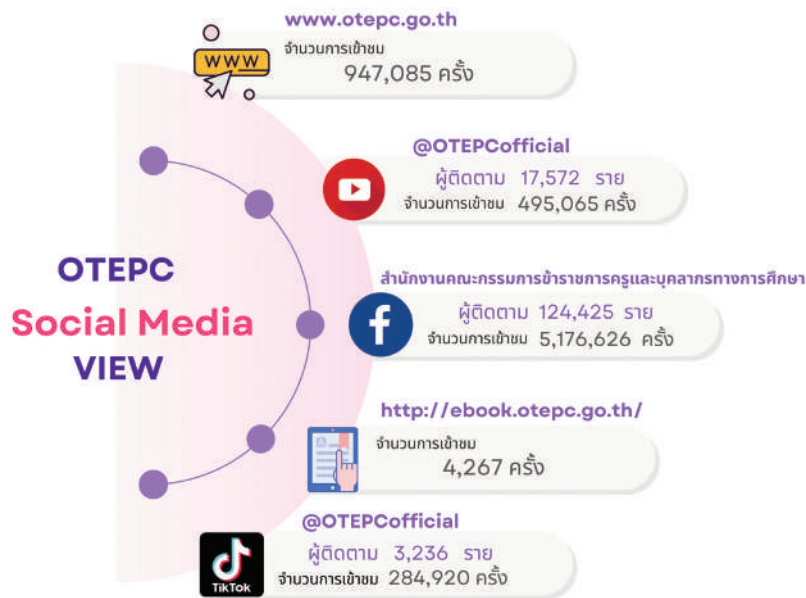 www.otepc.go.th
WWW
จำนวนการเข้าชม
947,085 ครั้ง
@OTEPCofficial
ผู้ติดตาม 17,572 ราย
จำนวนการเข้าชม 495,065 ครั้ง
OTEPC
Social Media
VIEW
สำนักงานคณะกรรมการข้าราชการครูและบุคลากรทางการศึกษา
ผู้ติดตาม 124,425 ราย
จำนวนการเข้าชม 5,176,626 ครั้ง
http://ebook.otepc.go.th/
จำนวนการเข้าชม
4,267 ครั้ง
@OTEPCofficial
ผู้ติดตาม 3,236 ราย
จำนวนการเข้าชม 284,920 ครั้ง
TikTok